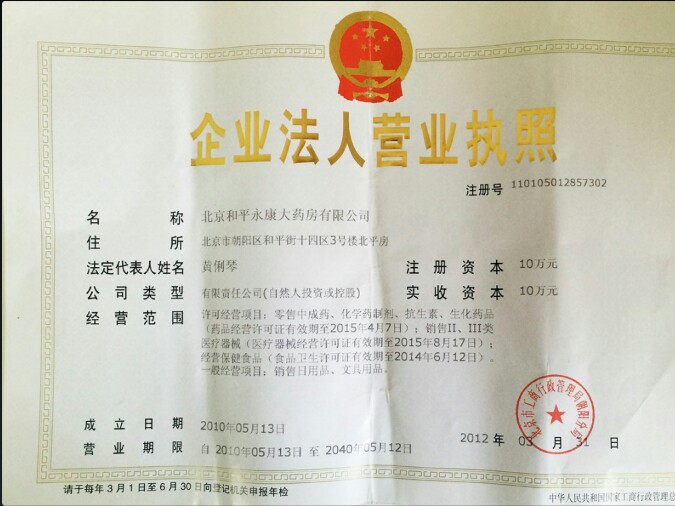 企业法人营业执照
注册号 110105012857302
名 称 北京和平永康大药房有限公司
住 所 北京市朝阳区和平街十四区3号楼北平房
法定代表人姓名 黄俐琴 注 册 资 本 10万元
公 司 类 型 有限责任公司(自然人投资或控股) 实 收 资 本 10万元
经 营 范 围 许可经营项目：零售中成药、化学药制剂、抗生素、生化药品
（药品经营许可证有效期至2015年4月7日）；销售II、III类
医疗器械（医疗器械经营许可证有效期至2015年8月17日）；
经营保健食品（食品卫生许可证有效期至2014年6月12日）。
一般经营项目：销售日用品、文具用品。
北京市工商行政管理局朝阳分局
成 立 日 期 2010年05月13日
2012 年 03 月 31 日
营 业 期 限 自 2010年05月13日 至 2040年05月12日
请于每年3月1日至6月30日向登记机关申报年检
中华人民共和国国家工商行政管理总